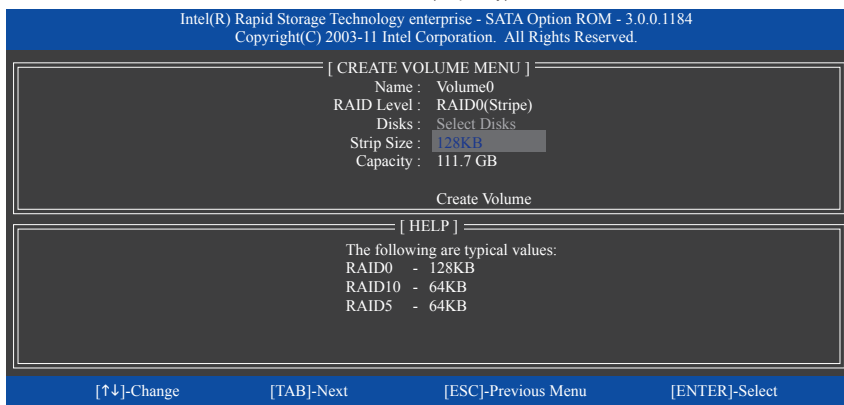 Intel(R) Rapid Storage Technology enterprise - SATA Option ROM - 3.0.0.1184
Copyright(C) 2003-11 Intel Corporation. All Rights Reserved.
[ CREATE VOLUME MENU ]
Name : Volume0
RAID Level : RAID0(Stripe)
Disks : Select Disks
Strip Size : 128KB
Capacity : 111.7 GB
Create Volume
[ HELP ]
The following are typical values:
RAID0 - 128KB
RAID10 - 64KB
RAID5 - 64KB
[↑↓]-Change [TAB]-Next [ESC]-Previous Menu [ENTER]-Select